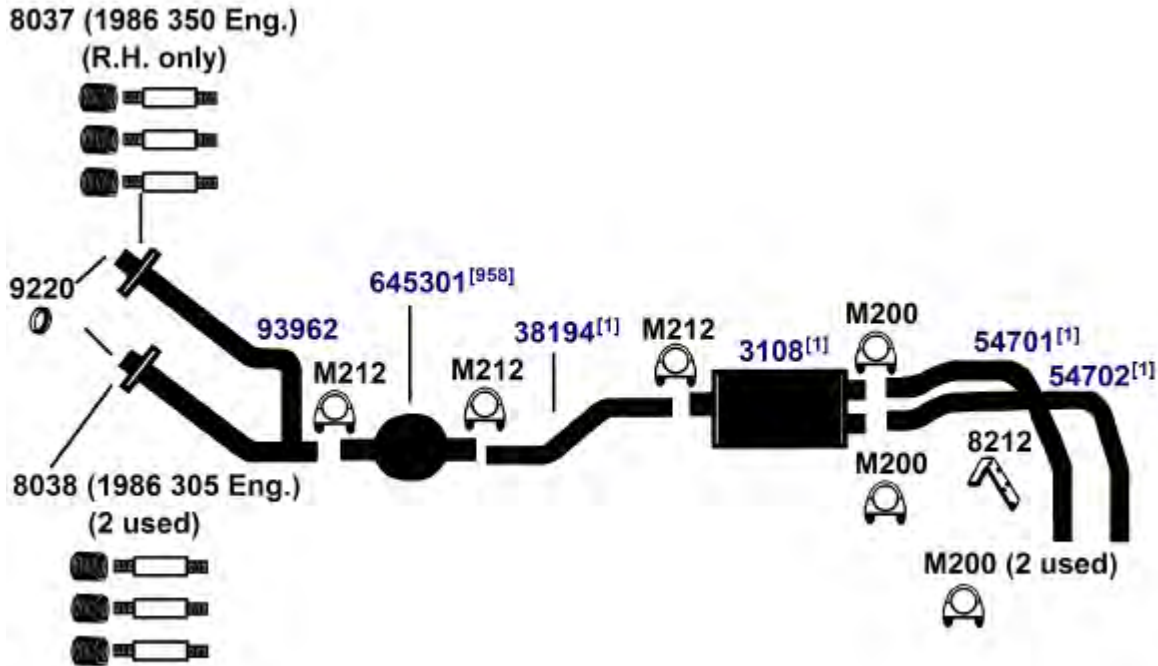 8037 (1986 350 Eng.)
(R.H. only)
9220
93962
645301[958]
M212
M212
38194[1]
M212
3108[1]
M200
54701[1]
54702[1]
8212
M200
8038 (1986 305 Eng.)
(2 used)
M200 (2 used)